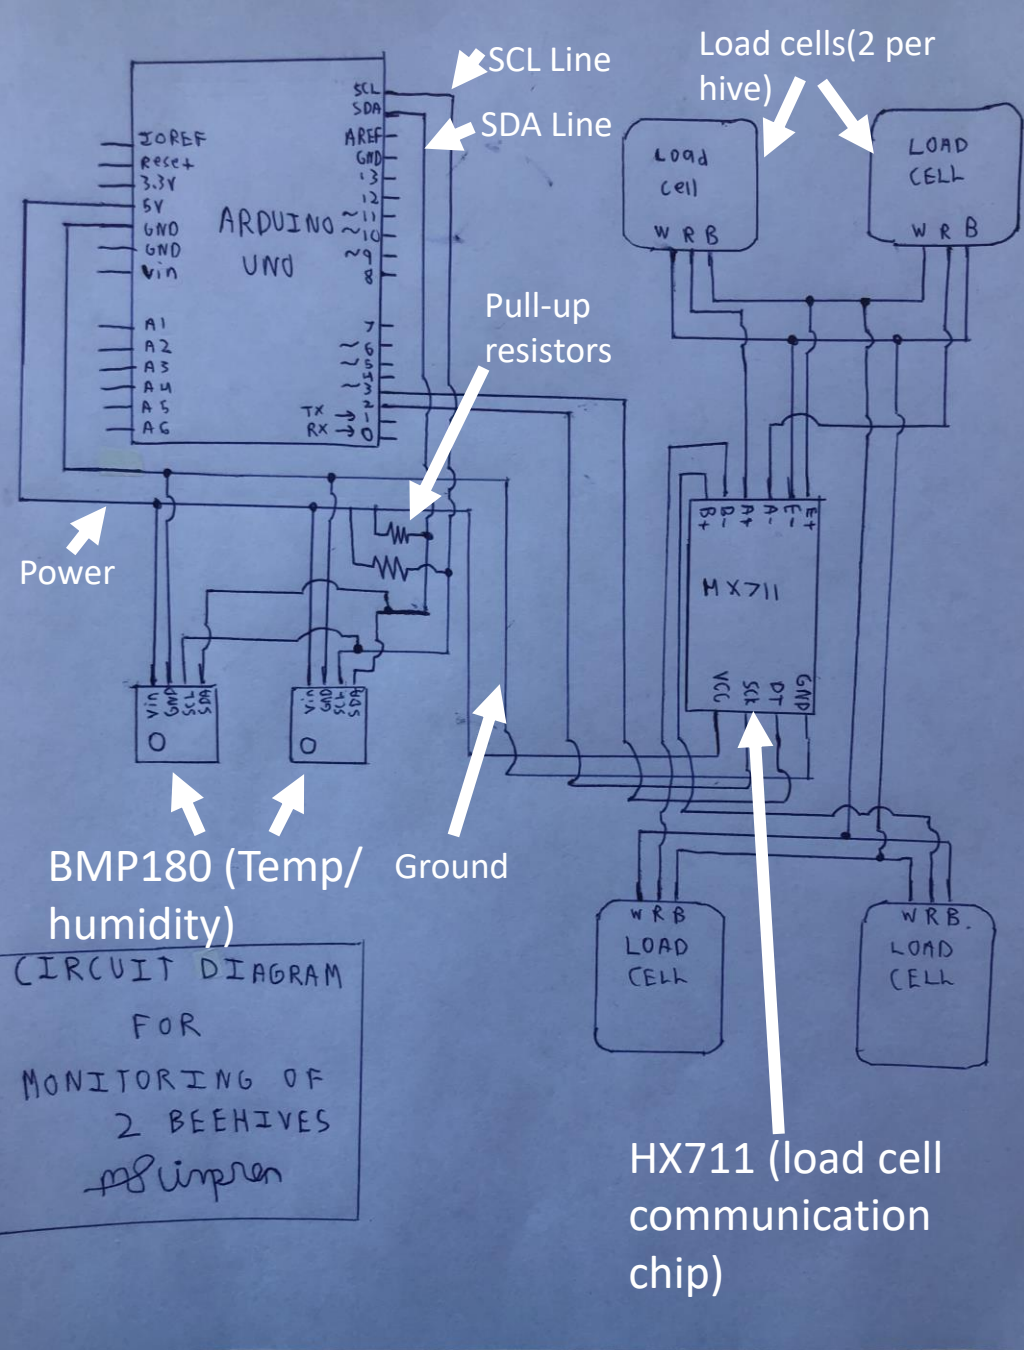 SCL Line
SDA Line
Load cells(2 per
hive)
SCL
SDA
AREF
GND
13
12
~11
~10
~9
8
7
~6
~5
4
~3
2
TX → 1
RX → 0
IOREF
Reset
3.3V
5V
GND
GND
Vin
A1
A2
A3
A4
A5
A6
ARDUINO
UNO
Load
Cell
W R B
LOAD
CELL
W R B
Pull-up
resistors
Power
B+ B- A+ A- E- E+
MX711
VCC SCK DT GND
Vin GND SCL SDA
Vin GND SCL SDA
BMP180 (Temp/
humidity)
Ground
W R B
LOAD
CELL
W R B.
LOAD
CELL
CIRCUIT DIAGRAM
FOR
MONITORING OF
2 BEEHIVES
HX711 (load cell
communication
chip)